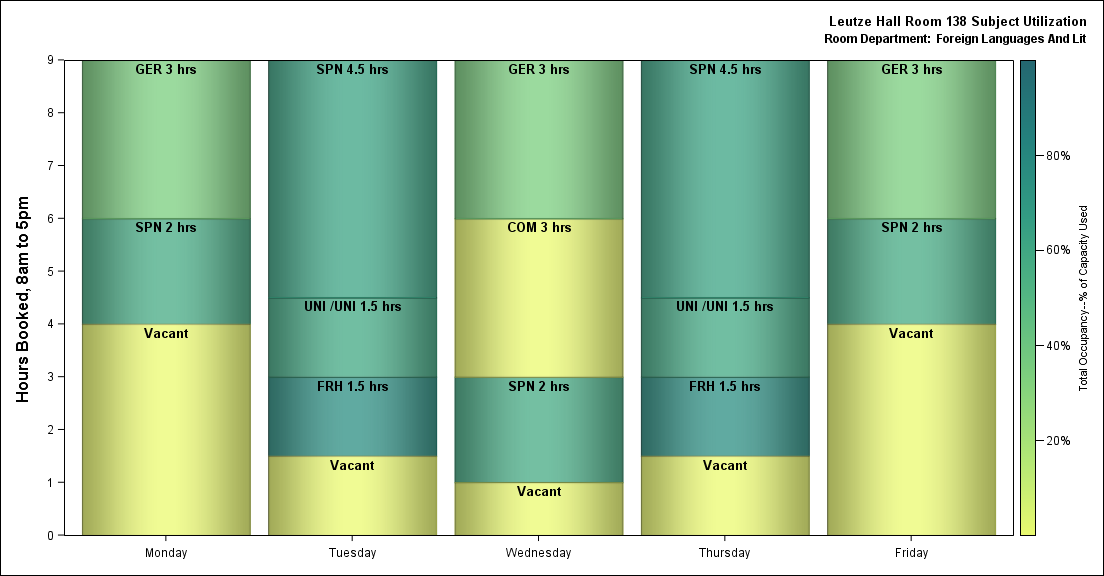 Leutze Hall Room 138 Subject Utilization
Room Department: Foreign Languages And Lit
Hours Booked, 8am to 5pm
9
8
7
6
5
4
3
2
1
0
GER 3 hrs
SPN 2 hrs
Vacant
SPN 4.5 hrs
UNI /UNI 1.5 hrs
FRH 1.5 hrs
Vacant
GER 3 hrs
COM 3 hrs
SPN 2 hrs
Vacant
SPN 4.5 hrs
UNI /UNI 1.5 hrs
FRH 1.5 hrs
Vacant
GER 3 hrs
SPN 2 hrs
Vacant
Monday
Tuesday
Wednesday
Thursday
Friday
80%
60%
40%
20%
Total Occupancy--% of Capacity Used